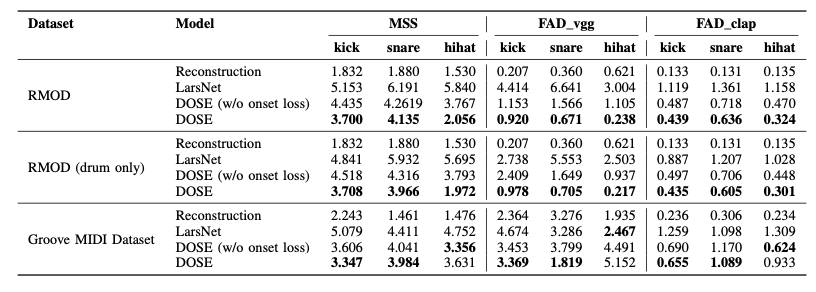 Dataset Model MSS FAD_vgg FAD_clap
kick snare hihat kick snare hihat kick snare hihat
RMOD
Reconstruction 1.832 1.880 1.530 0.207 0.360 0.621 0.133 0.131 0.135
LarsNet 5.153 6.191 5.840 4.414 6.641 3.004 1.119 1.361 1.158
DOSE (w/o onset loss) 4.435 4.2619 3.767 1.153 1.566 1.105 0.487 0.718 0.470
DOSE 3.700 4.135 2.056 0.920 0.671 0.238 0.439 0.636 0.324
RMOD (drum only)
Reconstruction 1.832 1.880 1.530 0.207 0.360 0.621 0.133 0.131 0.135
LarsNet 4.841 5.932 5.695 2.738 5.553 2.503 0.887 1.207 1.028
DOSE (w/o onset loss) 4.518 4.316 3.793 2.409 1.649 0.937 0.497 0.706 0.448
DOSE 3.708 3.966 1.972 0.978 0.705 0.217 0.435 0.605 0.301
Groove MIDI Dataset
Reconstruction 2.243 1.461 1.476 2.364 3.276 1.935 0.236 0.306 0.234
LarsNet 5.079 4.411 4.752 4.674 3.286 2.467 1.259 1.098 1.309
DOSE (w/o onset loss) 3.606 4.041 3.356 3.453 3.799 4.491 0.690 1.170 0.624
DOSE 3.347 3.984 3.631 3.369 1.819 5.152 0.655 1.089 0.933